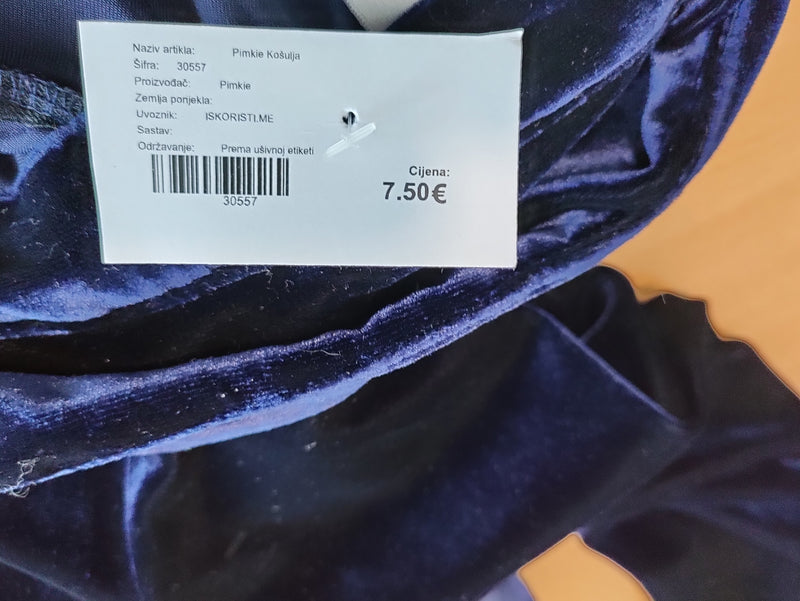 Naziv artikla: Pimkie Košulja
Šifra: 30557
Proizvođač: Pimkie
Zemlja porijekla:
Uvoznik: ISKORISTI.ME
Sastav:
Održavanje: Prema ušivnoj etiketi
30557
Cijena:
7.50€